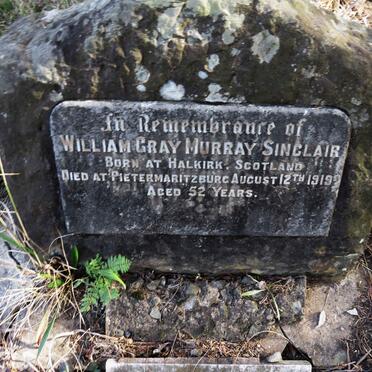 In Remembrance of
WILLIAM GRAY MURRAY SINCLAIR
BORN AT HALKIRK, SCOTLAND
DIED AT PIETERMARITZBURG AUGUST 12TH 1919
AGED 52 YEARS.